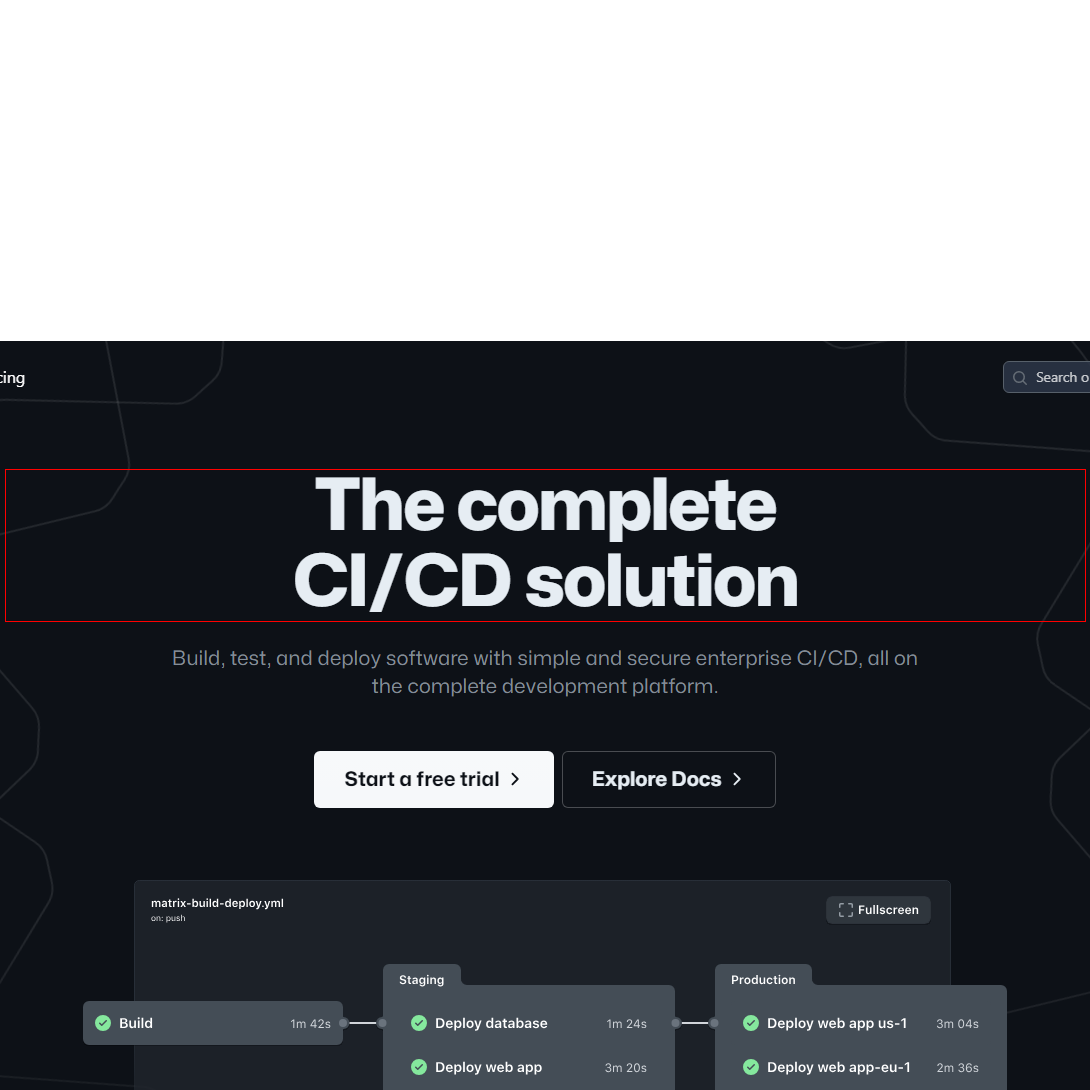 Search
The complete
CI/CD solution
Build, test, and deploy software with simple and secure enterprise CI/CD, all on
the complete development platform.
Start a free trial
Explore Docs
matrix-build-deploy.yml
on: push
Fullscreen
Staging
Production
Build 1m 42s
Deploy database 1m 24s
Deploy web app us-1 3m 04s
Deploy web app 3m 20s
Deploy web app-eu-1 2m 36s